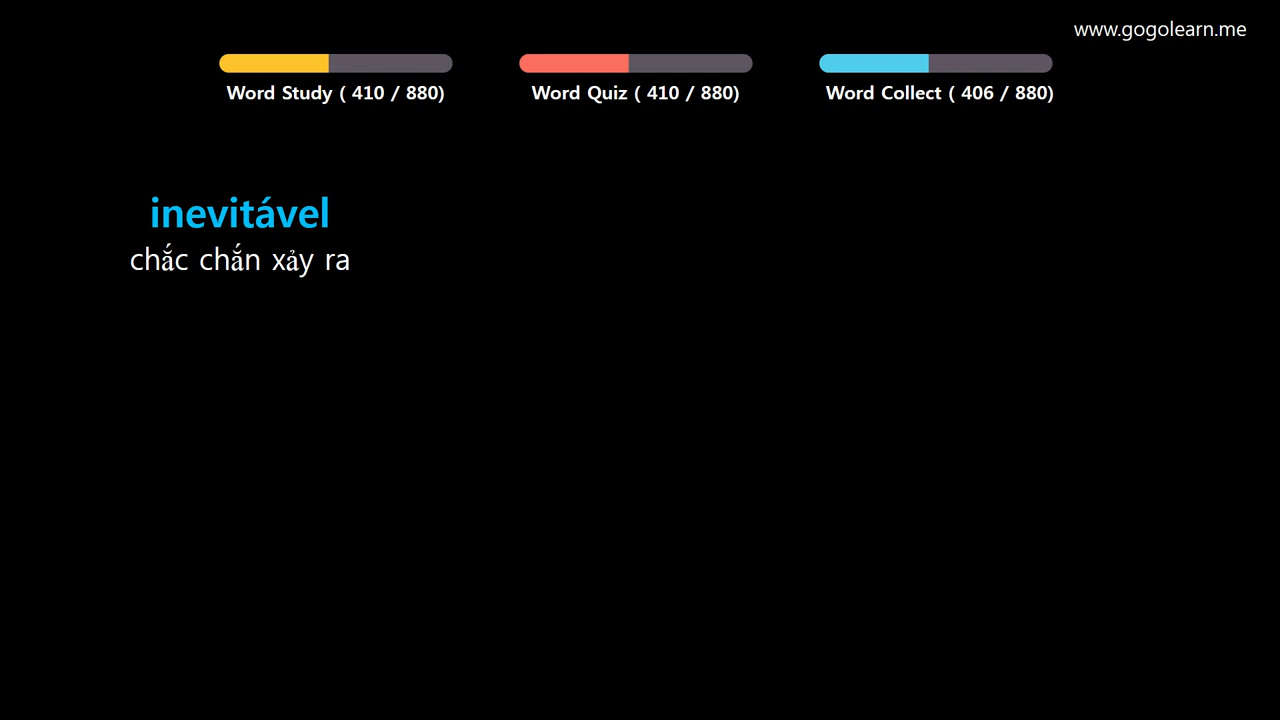 www.gogolearn.me
Word Study ( 410 / 880)
Word Quiz ( 410 / 880)
Word Collect ( 406 / 880)
inevitável
chắc chắn xảy ra